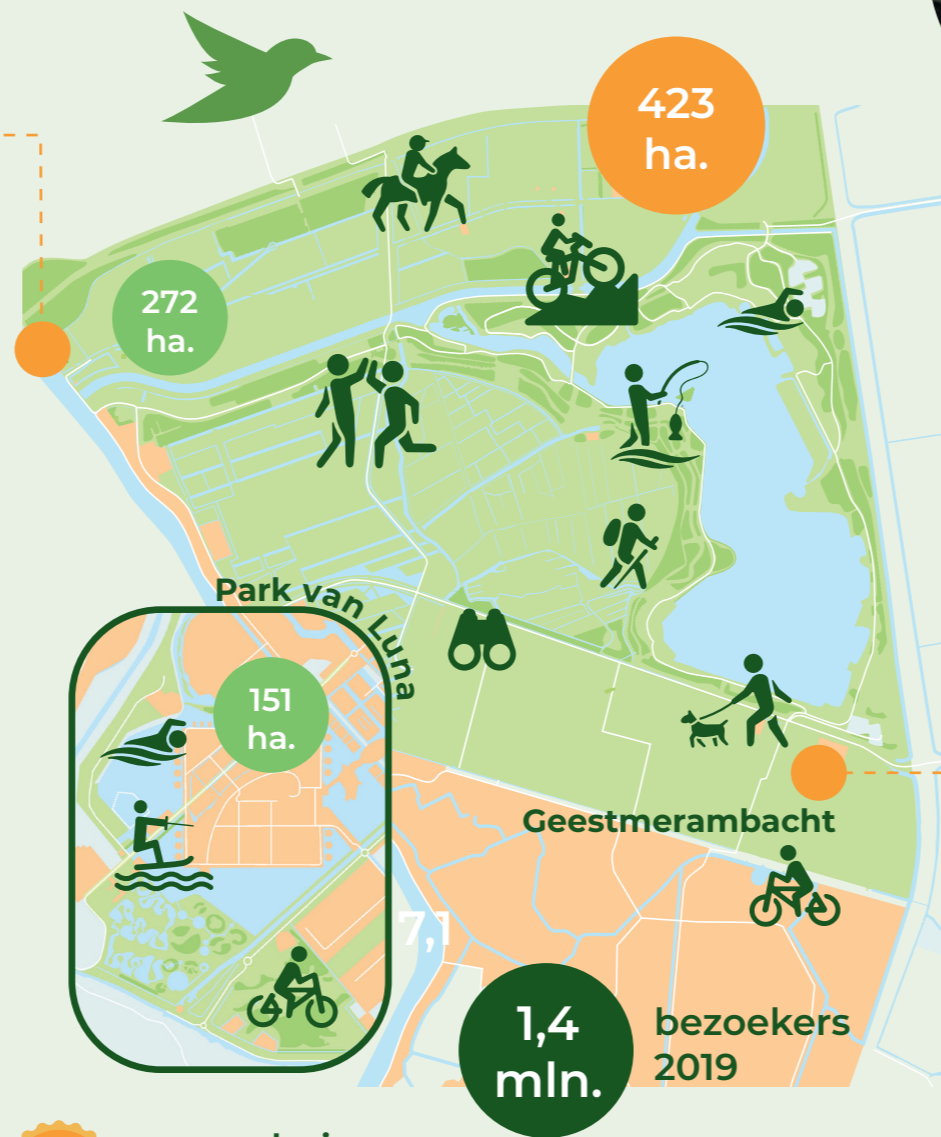 423
ha.
272
ha.
Park van Luna
151
ha.
Geestmerambacht
7,1
1,4
mln.
bezoekers
2019